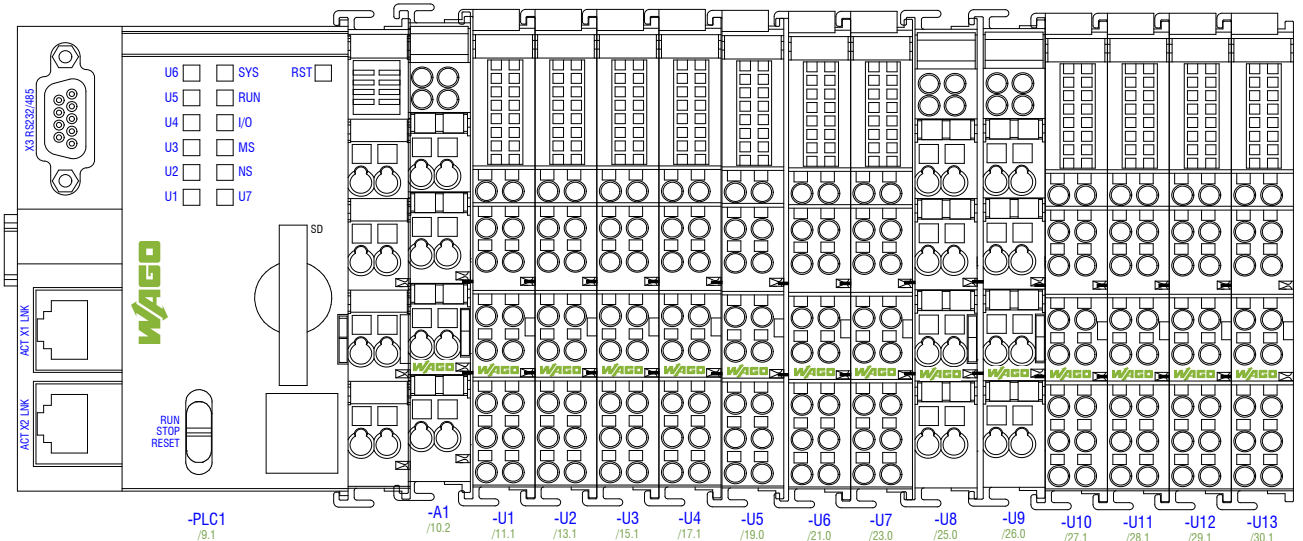 U6 SYS RST
U5 RUN
U4 I/O
U3 MS
U2 NS
U1 U7
X3 RS232/485
SD
WAGO
ACT X1 LNK
ACT X2 LNK
RUN
STOP
RESET
WAGO WAGO WAGO WAGO WAGO WAGO WAGO WAGO WAGO WAGO WAGO WAGO WAGO WAGO
-PLC1
/9.1
-A1
/10.2
-U1
/11.1
-U2
/13.1
-U3
/15.1
-U4
/17.1
-U5
/19.0
-U6
/21.0
-U7
/23.0
-U8
/25.0
-U9
/26.0
-U10
/27.1
-U11
/28.1
-U12
/29.1
-U13
/30.1